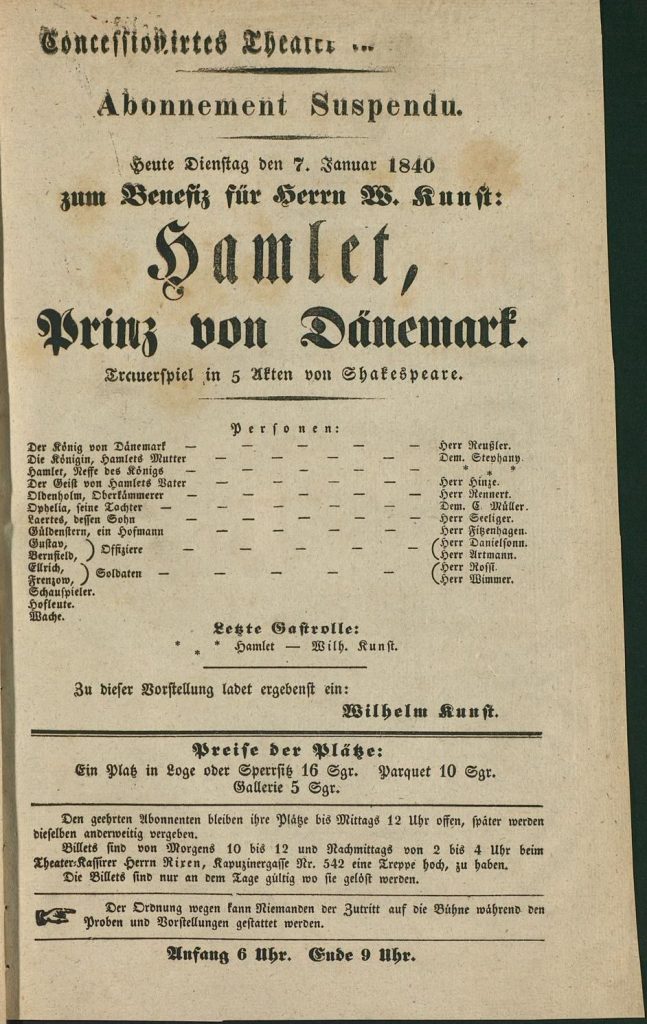 Concessionirtes Theater
Abonnement Suspendu.
Heute Dienstag den 7. Januar 1840
zum Benefiz für Herrn W. Kunst:
Hamlet,
Prinz von Dänemark.
Trauerspiel in 5 Akten von Shakespeare.
Personen:
Der König von Dänemark — — — — — — Herr Reußler.
Die Königin, Hamlets Mutter — — — — — Dem. Stephany.
Hamlet, Neffe des Königs — — — — — — * * *
Der Geist von Hamlets Vater — — — — — Herr Hinze.
Oldenholm, Oberkämmerer — — — — — — Herr Rennert.
Ophelia, seine Tochter — — — — — — Dem. C. Müller.
Laertes, dessen Sohn — — — — — — Herr Seeliger.
Güldenstern, ein Hofmann — — — — — — Herr Fitzenhagen.
Gustav, } Offiziere — — — — { Herr Danielsonn.
Bernfield, Herr Artmann.
Ellrich, } Soldaten — — — — — { Herr Rossi.
Frenzow, Herr Wimmer.
Schauspieler.
Hofleute.
Wache.
Letzte Gastrolle:
* * * Hamlet — Wilh. Kunst.
Zu dieser Vorstellung ladet ergebenst ein:
Wilhelm Kunst.
Preise der Plätze:
Ein Platz in Loge oder Sperrsitz 16 Sgr. Parquet 10 Sgr.
Gallerie 5 Sgr.
Den geehrten Abonnenten bleiben ihre Plätze bis Mittags 12 Uhr offen, später werden
dieselben anderweitig vergeben.
Billets sind von Morgens 10 bis 12 und Nachmittags von 2 bis 4 Uhr beim
Theater-Kassirer Herrn Rixen, Kapuzinergasse Nr. 542 eine Treppe hoch, zu haben.
Die Billets sind nur an dem Tage gültig wo sie gelöst werden.
☞ Der Ordnung wegen kann Niemanden der Zutritt auf die Bühne während den
Proben und Vorstellungen gestattet werden.
Anfang 6 Uhr. Ende 9 Uhr.